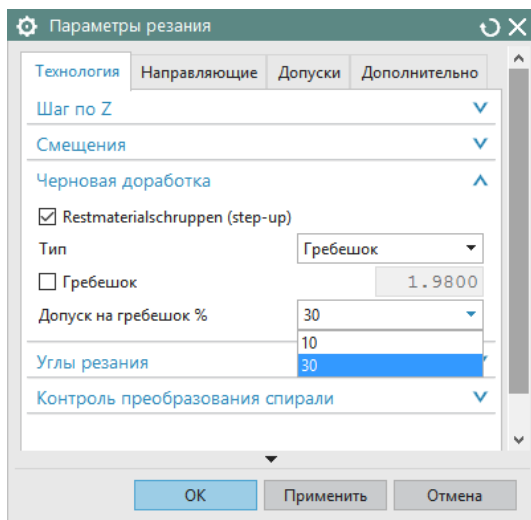 Параметры резания
Технология Направляющие Допуски Дополнительно
Шаг по Z
Смещения
Черновая доработка
Restmaterialschruppen (step-up)
Тип Гребешок
Гребешок 1.9800
Допуск на гребешок % 30
10
Углы резания 30
Контроль преобразования спирали
OK Применить Отмена